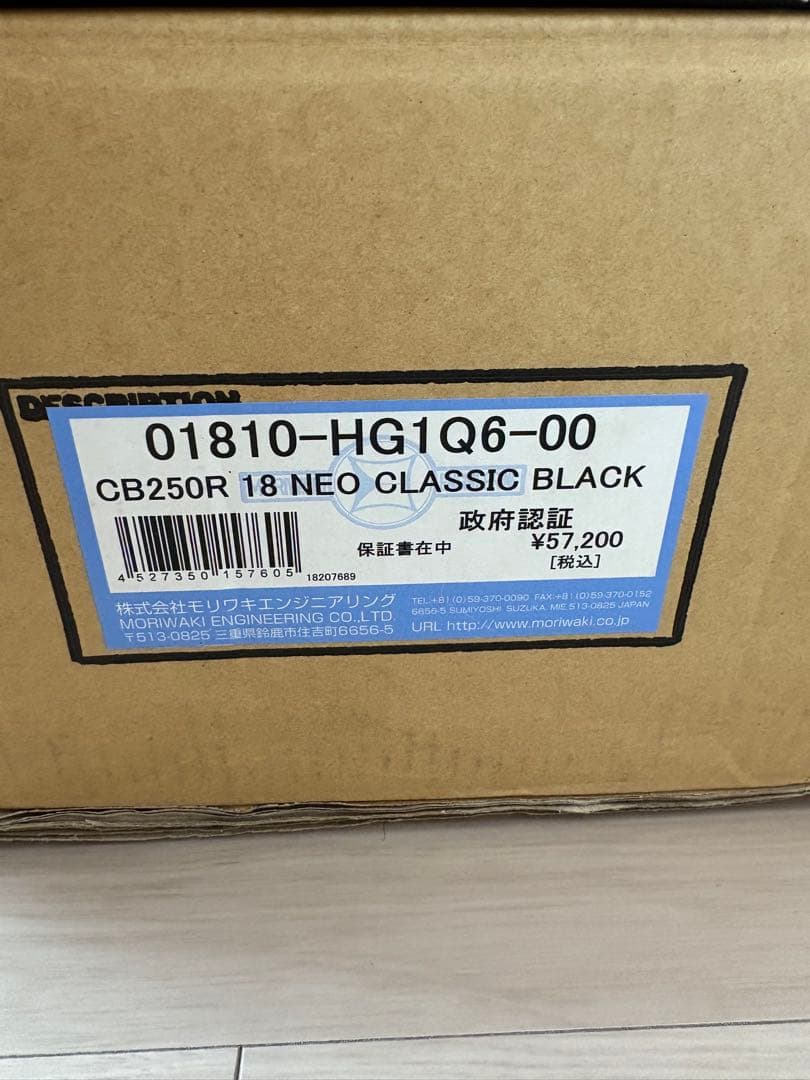 DESCRIPTION
01810-HG1Q6-00
CB250R 18 NEO CLASSIC BLACK
政府認証
保証書在中 ¥57,200
[税込]
4 527350 157605 18207689
株式会社モリワキエンジニアリング
MORIWAKI ENGINEERING CO.,LTD.
〒513-0825 三重県鈴鹿市住吉町6656-5
TEL:+81(0)59-370-0090 FAX:+81(0)59-370-0152
6656-5 SUMIYOSHI SUZUKA. MIE.513-0825 JAPAN
URL http://www.moriwaki.co.jp